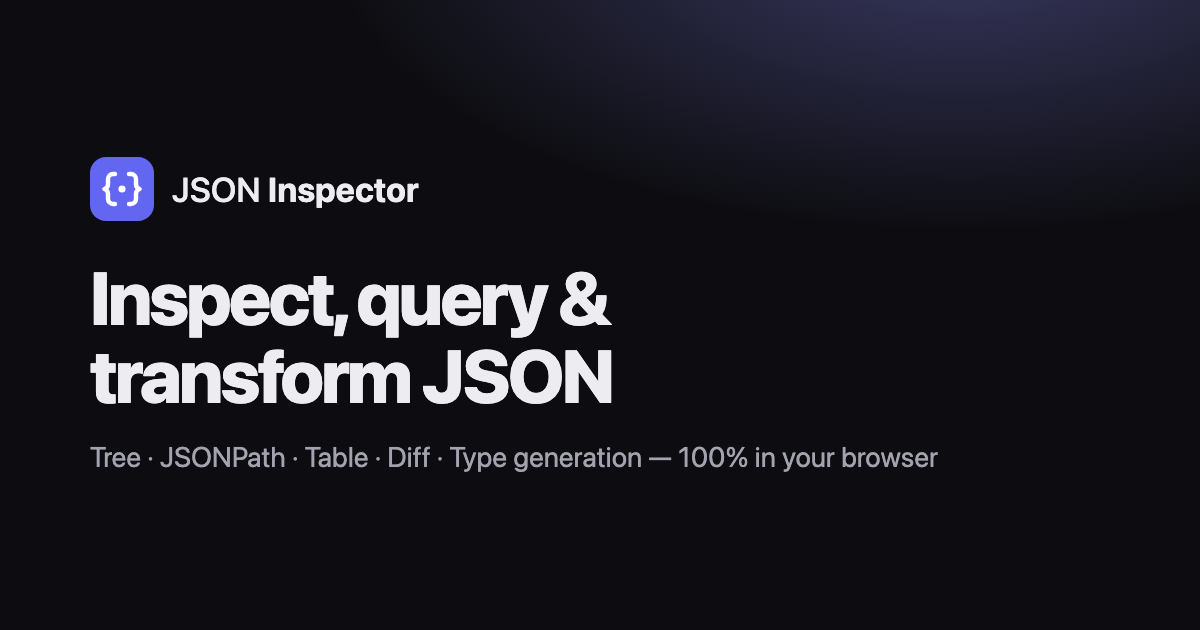 JSON Inspector
Inspect, query &
transform JSON
Tree · JSONPath · Table · Diff · Type generation — 100% in your browser